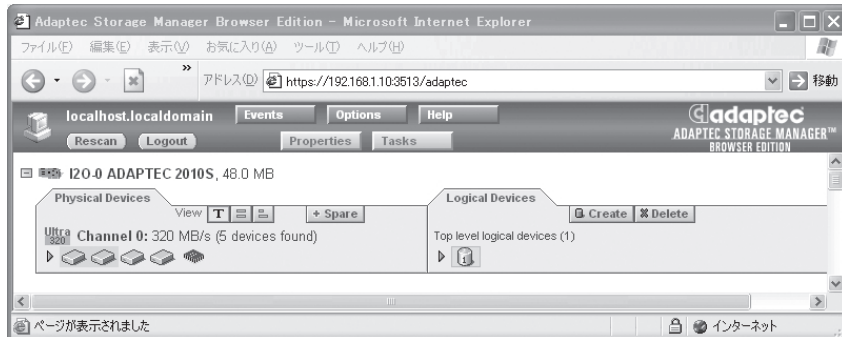 Adaptec Storage Manager Browser Edition - Microsoft Internet Explorer
ファイル(F) 編集(E) 表示(V) お気に入り(A) ツール(T) ヘルプ(H)
» アドレス(D) https://192.168.1.10:3513/adaptec 移動
localhost.localdomain Events Options Help
adaptec
Rescan Logout Properties Tasks
ADAPTEC STORAGE MANAGER™
BROWSER EDITION
I2O-0 ADAPTEC 2010S, 48.0 MB
Physical Devices
View T + Spare
Ultra 320 Channel 0: 320 MB/s (5 devices found)
Logical Devices
Create Delete
Top level logical devices (1)
1
ページが表示されました インターネット